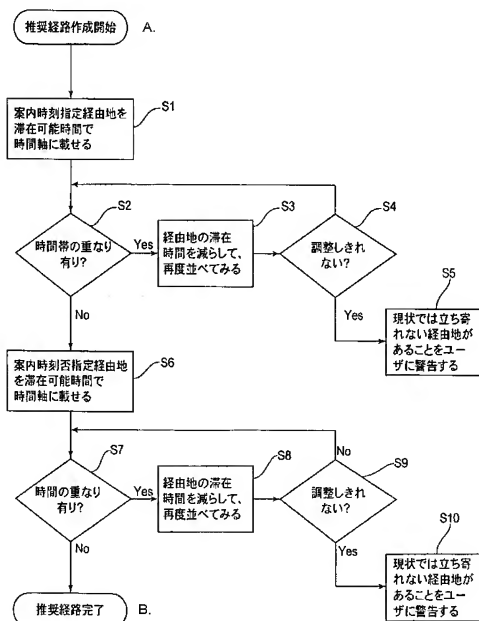 推奨経路作成開始
A.
S1
案内時刻指定経由地を
滞在可能時間で
時間軸に載せる
S2
時間帯の重なり
有り?
Yes
S3
経由地の滞在
時間を減らして、
再度並べてみる
S4
調整しきれ
ない?
Yes
S5
現状では立ち寄
れない経由地が
あることをユー
ザに警告する
No
S6
案内時刻否指定経由地
を滞在可能時間で
時間軸に載せる
S7
時間の重なり
有り?
Yes
S8
経由地の滞在
時間を減らして、
再度並べてみる
No
S9
調整しきれ
ない?
Yes
S10
現状では立ち寄
れない経由地が
あることをユー
ザに警告する
No
推奨経路完了
B.